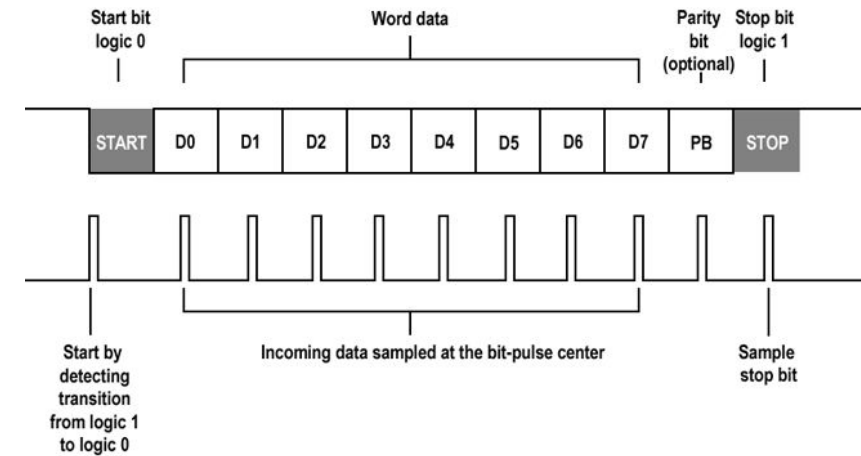 Start bit
logic 0
Word data
Parity
bit
(optional)
Stop bit
logic 1
START D0 D1 D2 D3 D4 D5 D6 D7 PB STOP
Start by
detecting
transition
from logic 1
to logic 0
Incoming data sampled at the bit-pulse center
Sample
stop bit